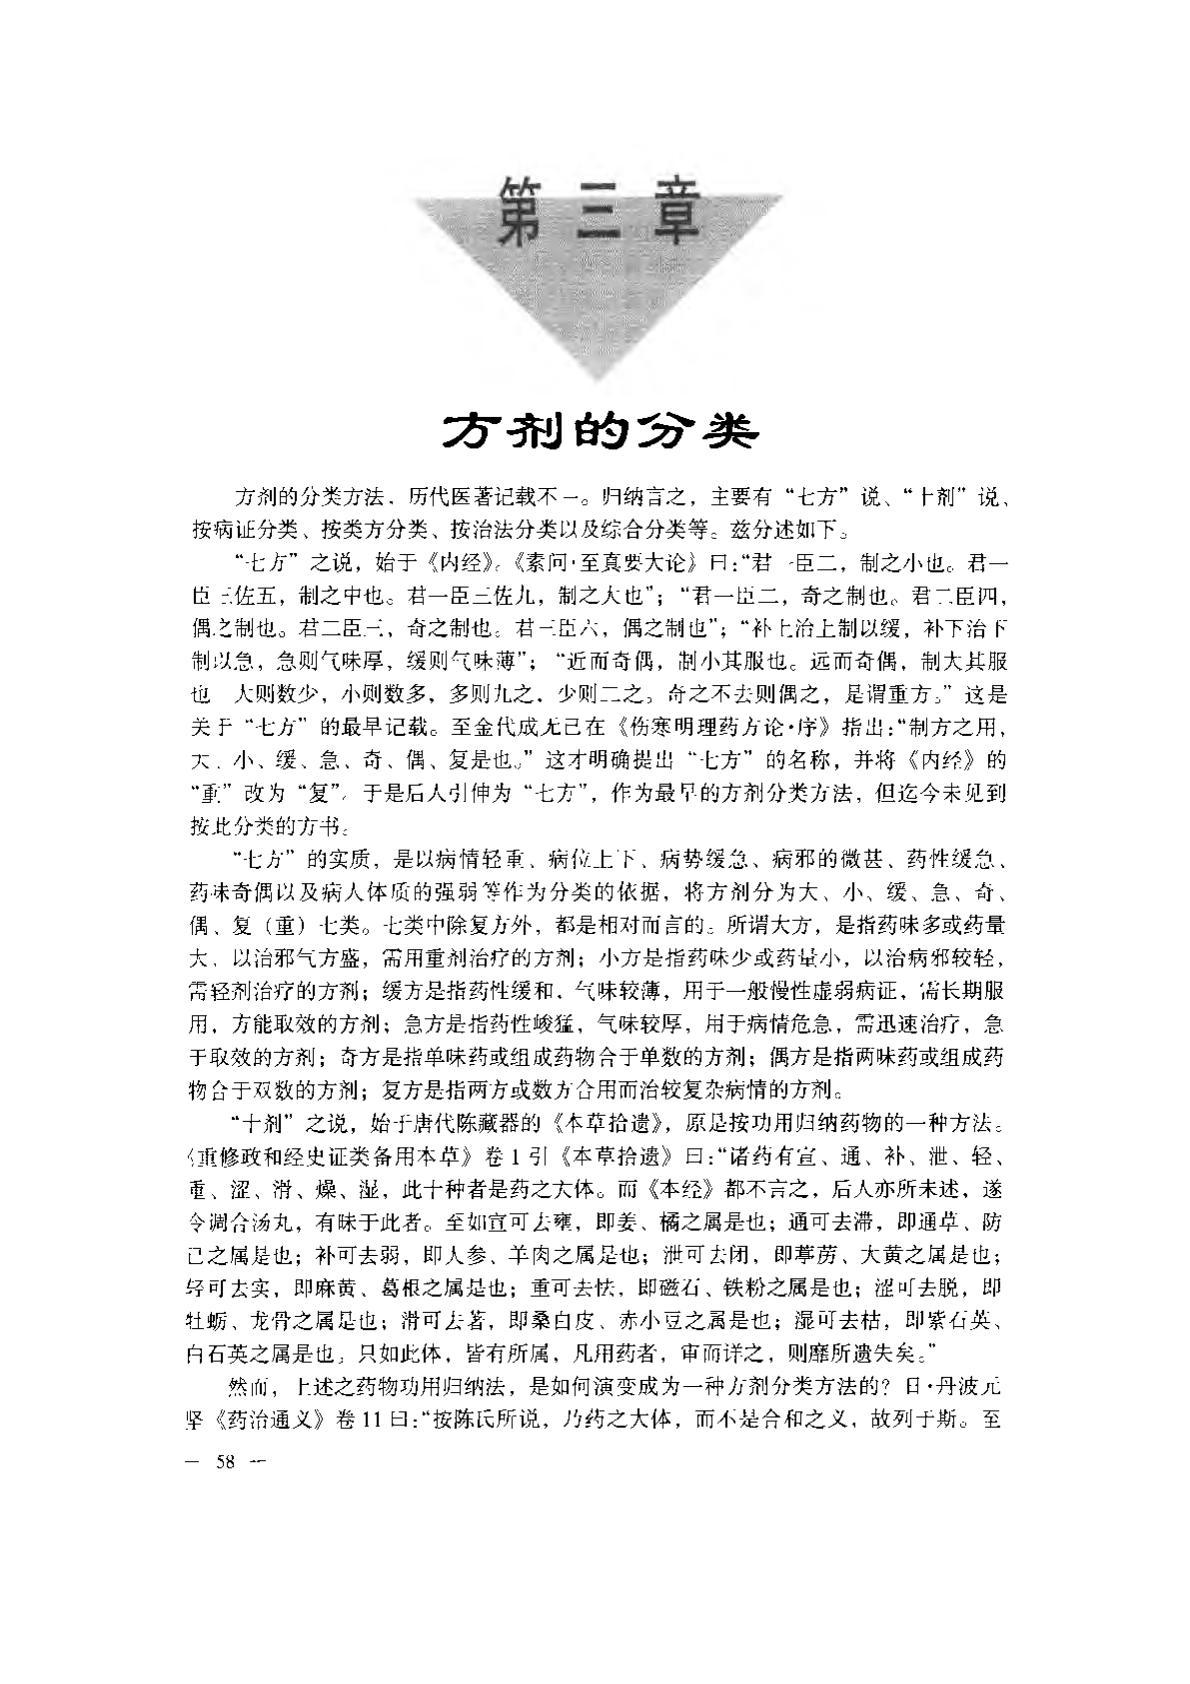 第三章
方剂的分类
方剂的分类方法，历代医著记载不一。归纳言之，主要有“七方”说、“十剂”说、
按病证分类、按类方分类、按治法分类以及综合分类等。兹分述如下。
“七方”之说，始于《内经》。《素问·至真要大论》曰：“君一臣二，制之小也。君一
臣三佐五，制之中也。君一臣三佐九，制之大也”；“君一臣二，奇之制也。君二臣四，
偶之制也。君二臣三，奇之制也。君二臣六，偶之制也”；“补上治上制以缓，补下治下
制以急，急则气味厚，缓则气味薄”；“近而奇偶，制小其服也。远而奇偶，制大其服
也 大则数少，小则数多，多则九之，少则二之。奇之不去则偶之，是谓重方。”这是
关于“七方”的最早记载。至金代成无己在《伤寒明理药方论·序》指出：“制方之用，
大、小、缓、急、奇、偶、复是也。”这才明确提出“七方”的名称，并将《内经》的
“重”改为“复”，于是后人引伸为“七方”，作为最早的方剂分类方法，但迄今未见到
按此分类的方书。
“七方”的实质，是以病情轻重、病位上下、病势缓急、病邪的微甚、药性缓急、
药味奇偶以及病人体质的强弱等作为分类的依据，将方剂分为大、小、缓、急、奇、
偶、复（重）七类。七类中除复方外，都是相对而言的。所谓大方，是指药味多或药量
大，以治邪气方盛，需用重剂治疗的方剂；小方是指药味少或药量小，以治病邪较轻，
需轻剂治疗的方剂；缓方是指药性缓和，气味较薄，用于一般慢性虚弱病证，需长期服
用，方能取效的方剂；急方是指药性峻猛，气味较厚，用于病情危急，需迅速治疗，急
于取效的方剂；奇方是指单味药或组成药物合于单数的方剂；偶方是指两味药或组成药
物合于双数的方剂；复方是指两方或数方合用而治较复杂病情的方剂。
“十剂”之说，始于唐代陈藏器的《本草拾遗》，原是按功用归纳药物的一种方法。
《重修政和经史证类备用本草》卷1引《本草拾遗》曰：“诸药有宣、通、补、泄、轻、
重、涩、滑、燥、湿，此十种者是药之大体。而《本经》都不言之，后人亦所未述，遂
令调合汤丸，有昧于此者。至如宣可去壅，即姜、橘之属是也；通可去滞，即通草、防
己之属是也；补可去弱，即人参、羊肉之属是也；泄可去闭，即葶苈、大黄之属是也；
轻可去实，即麻黄、葛根之属是也；重可去怯，即磁石、铁粉之属是也；涩可去脱，即
牡蛎、龙骨之属是也；滑可去著，即桑白皮、赤小豆之属是也；湿可去枯，即紫石英、
白石英之属是也。只如此体，皆有所属，凡用药者，审而详之，则靡所遗失矣。”
然而，上述之药物功用归纳法，是如何演变成为一种方剂分类方法的？日·丹波元
坚《药治通义》卷11曰：“按陈氏所说，乃药之大体，而不是合和之义，故列于斯。至
— 58 —